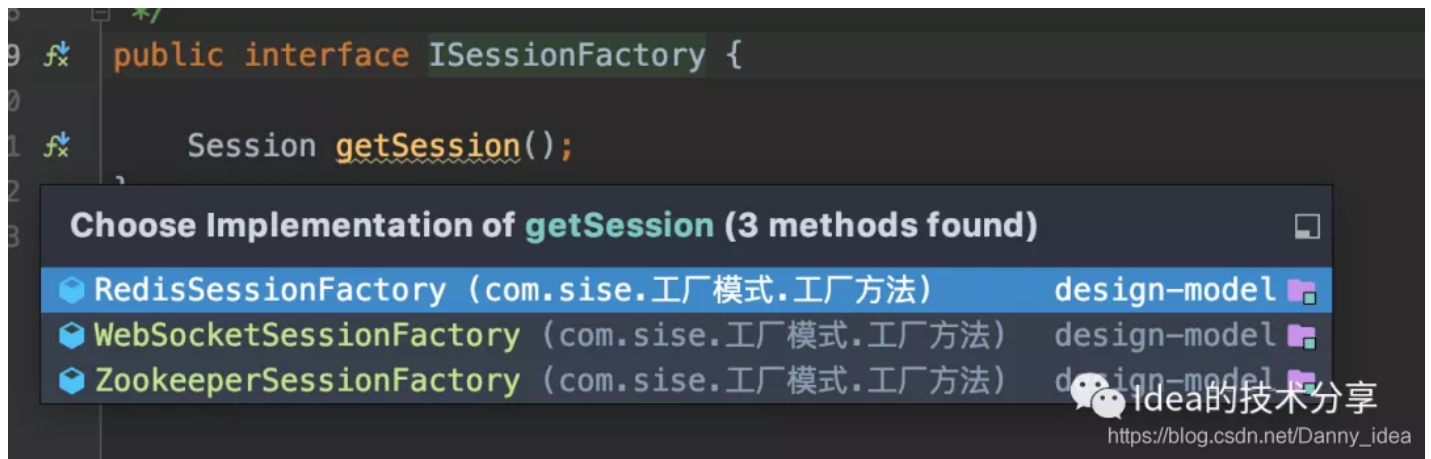 */
9 public interface ISessionFactory {
Session getSession();
}
Choose Implementation of getSession (3 methods found)
RedisSessionFactory (com.sise.工厂模式.工厂方法) design-model
WebSocketSessionFactory (com.sise.工厂模式.工厂方法) design-model
ZookeeperSessionFactory (com.sise.工厂模式.工厂方法) design-model
Idea的技术分享
https://blog.csdn.net/Danny_idea